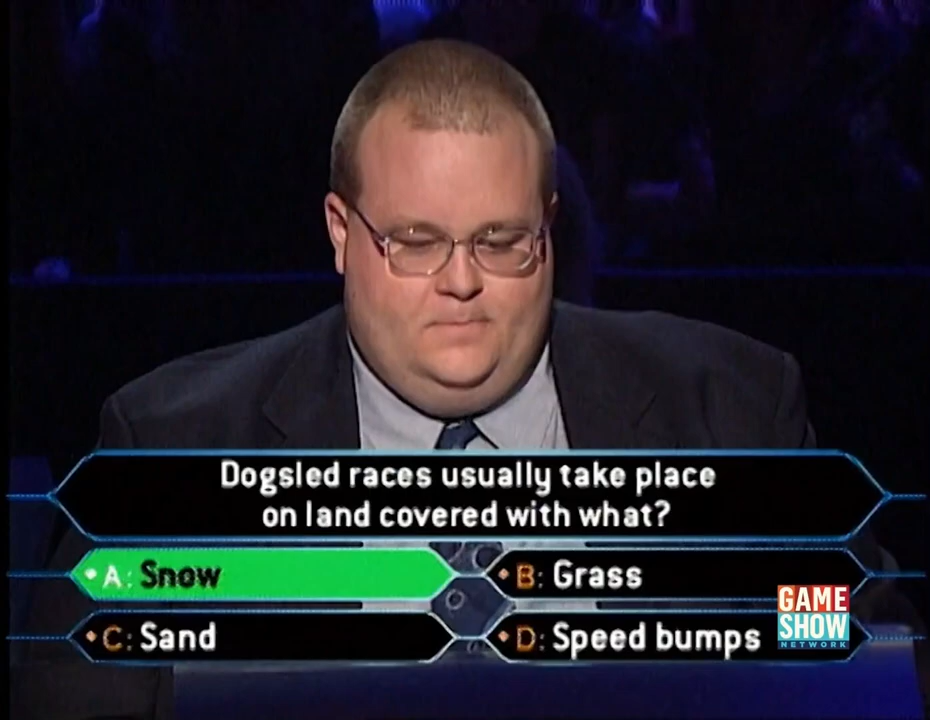 Dogsled races usually take place
on land covered with what?
A: Snow
B: Grass
C: Sand
D: Speed bumps
GAME
SHOW
NETWORK